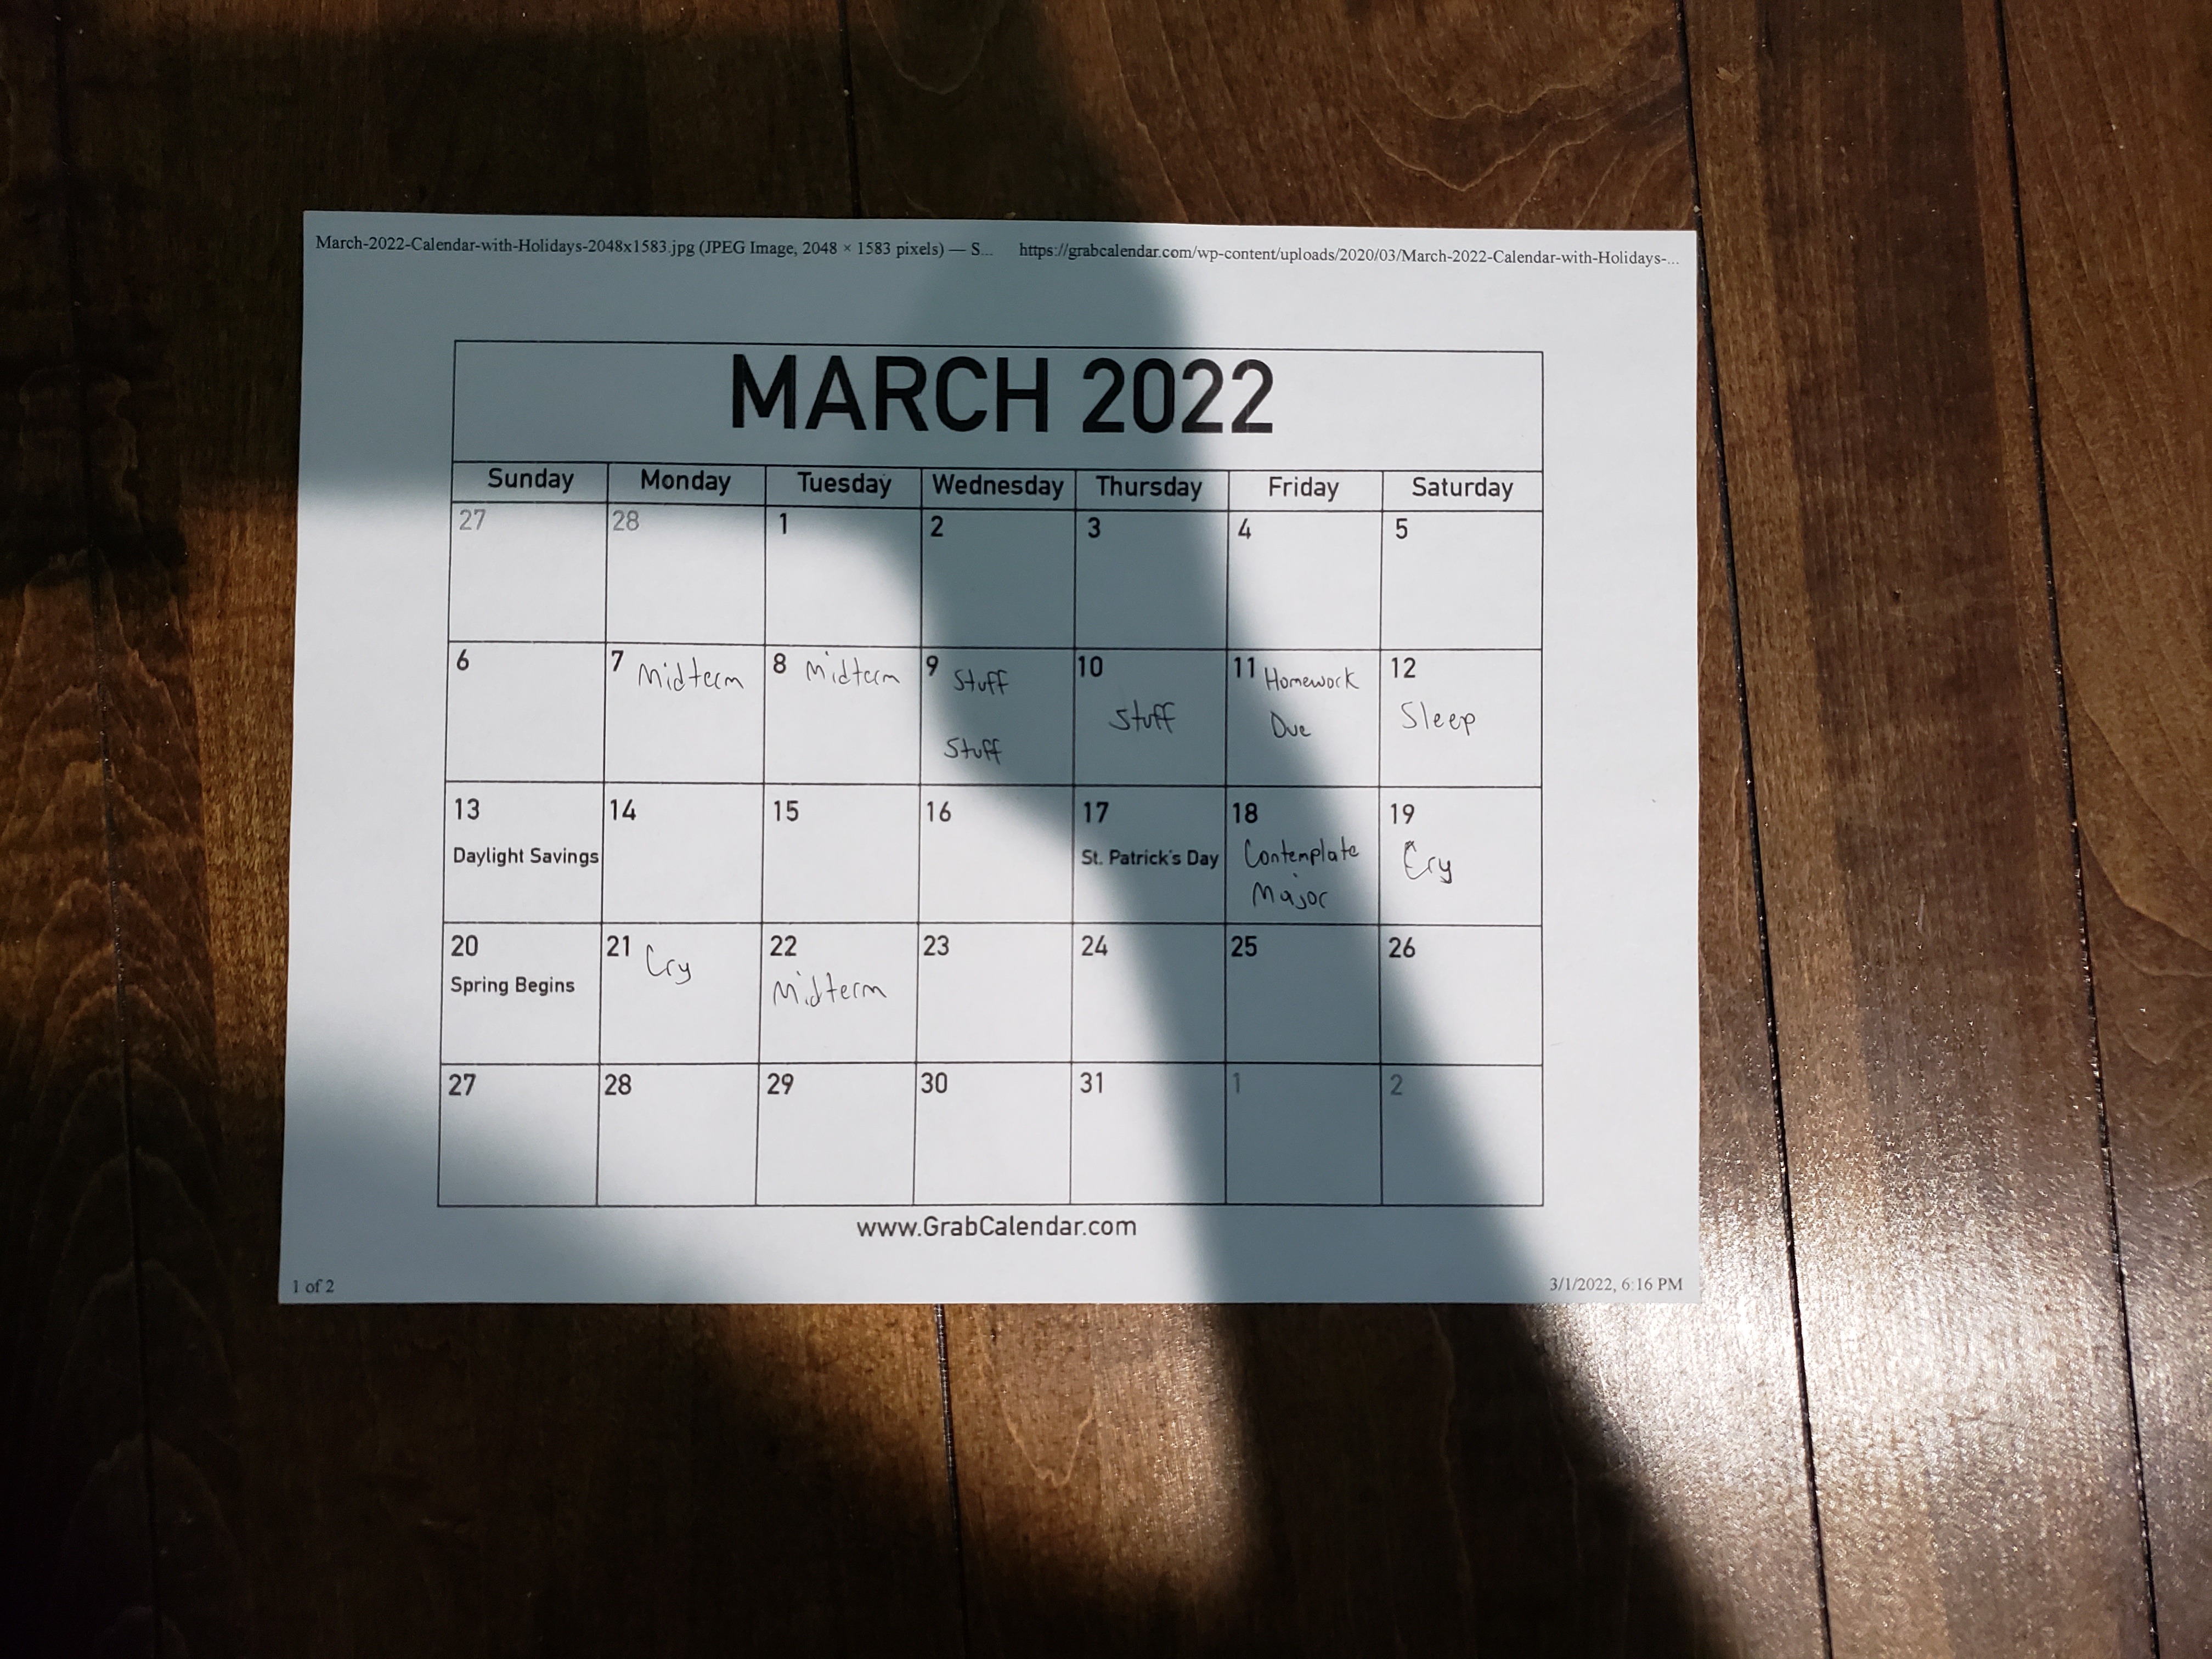 March-2022-Calendar-with-Holidays-2048x1583.jpg (JPEG Image, 2048 × 1583 pixels) — S... https://grabcalendar.com/wp-content/uploads/2020/03/March-2022-Calendar-with-Holidays-...
MARCH 2022
Sunday Monday Tuesday Wednesday Thursday Friday Saturday
27 28 1 2 3 4 5
6 7 Midterm 8 Midterm 9 Stuff 10 11 Homework 12
Stuff Due Sleep
Stuff
13 14 15 16 17 18 19
Daylight Savings St. Patrick's Day Contemplate Cry
Major
20 21 Cry 22 23 24 25 26
Spring Begins Midterm
27 28 29 30 31 1 2
www.GrabCalendar.com
1 of 2 3/1/2022, 6:16 PM